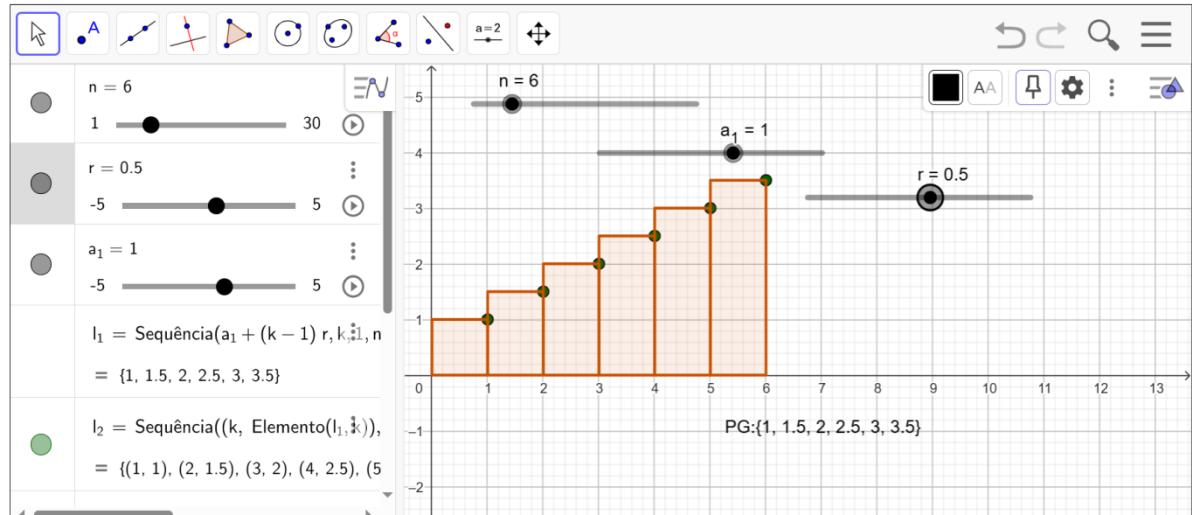 A
α
a=2
n = 6
1
30
r = 0.5
-5
5
a₁ = 1
-5
5
l₁ = Sequência(a₁ + (k − 1) r, k, 1, n
= {1, 1.5, 2, 2.5, 3, 3.5}
l₂ = Sequência((k, Elemento(l₁, k)),
= {(1, 1), (2, 1.5), (3, 2), (4, 2.5), (5
AA
n = 6
a₁ = 1
r = 0.5
5
4
3
2
1
0 0 1 2 3 4 5 6 7 8 9 10 11 12 13
PG:{1, 1.5, 2, 2.5, 3, 3.5}
−1
−2